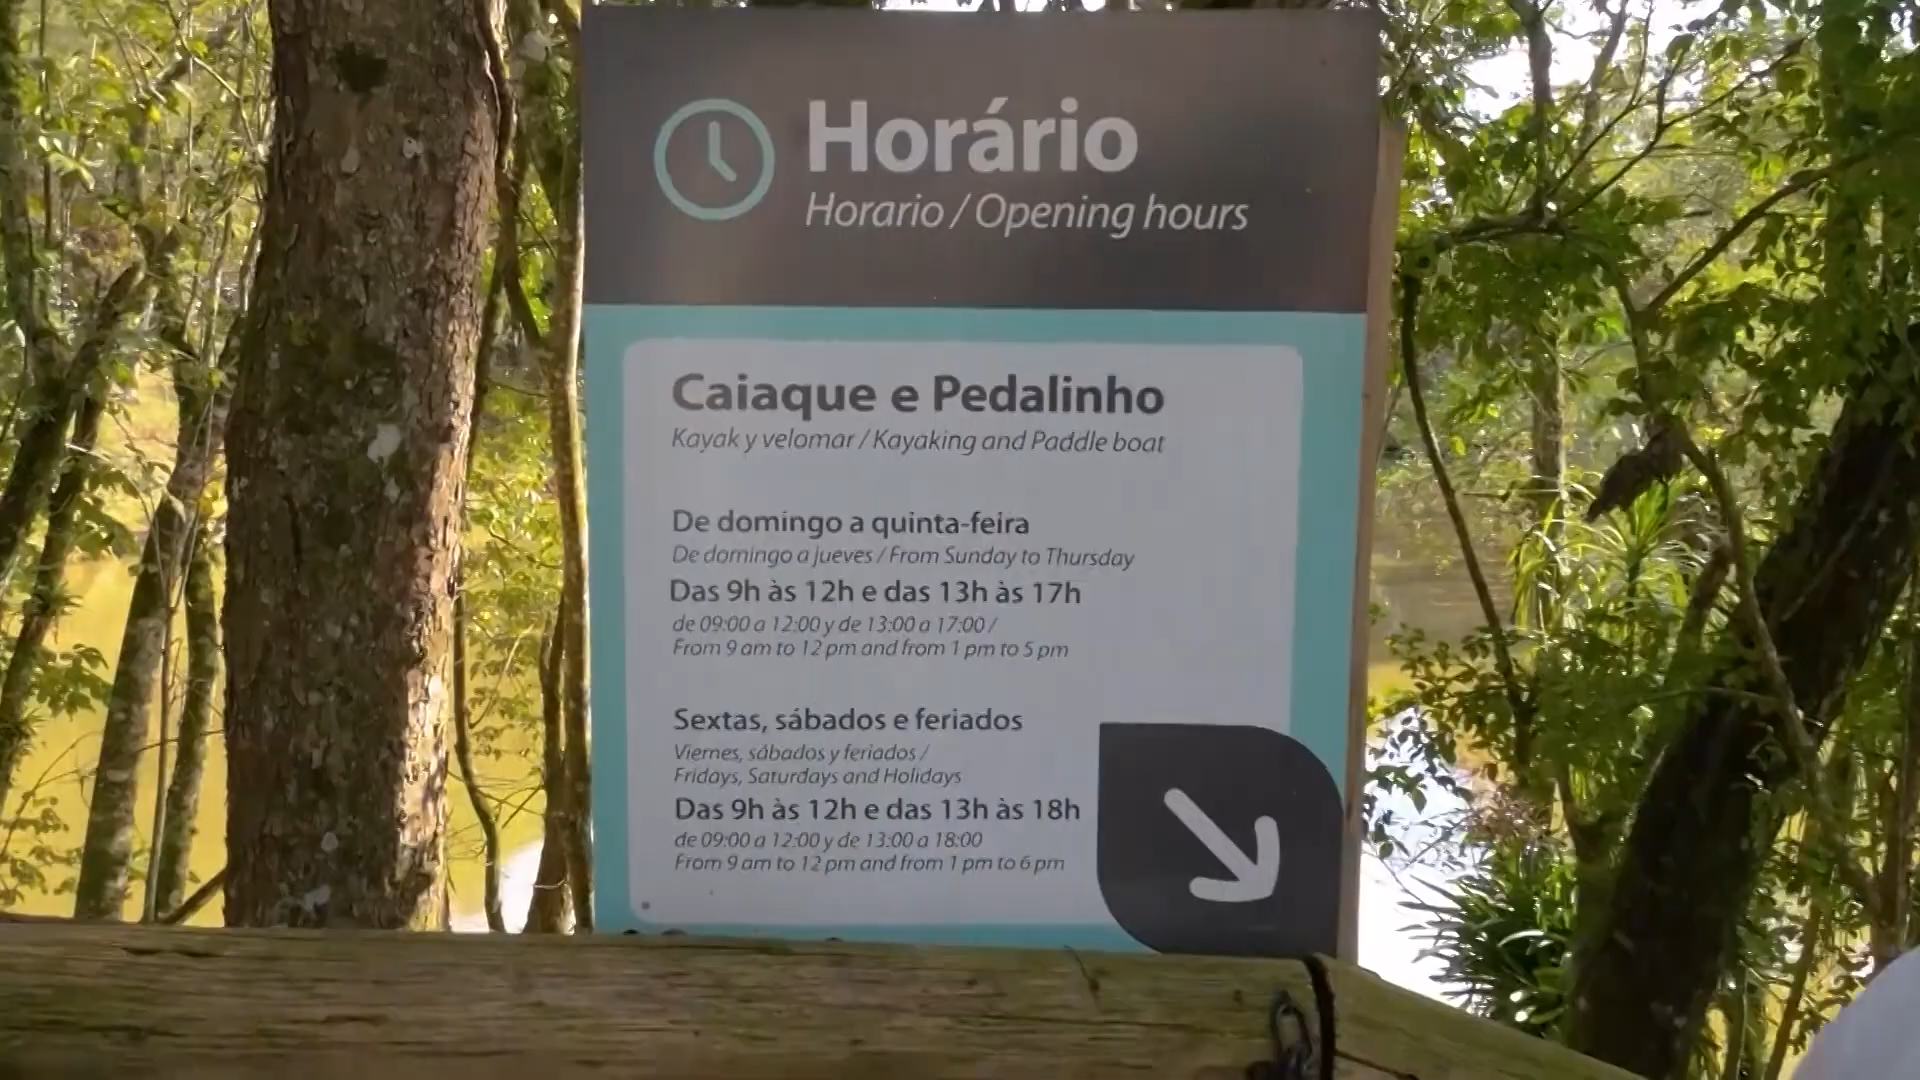 Horário
Horario / Opening hours
Caiaque e Pedalinho
Kayak y velomar / Kayaking and Paddle boat
De domingo a quinta-feira
De domingo a jueves / From Sunday to Thursday
Das 9h às 12h e das 13h às 17h
de 09:00 a 12:00 y de 13:00 a 17:00 /
From 9 am to 12 pm and from 1 pm to 5 pm
Sextas, sábados e feriados
Viernes, sábados y feriados /
Fridays, Saturdays and Holidays
Das 9h às 12h e das 13h às 18h
de 09:00 a 12:00 y de 13:00 a 18:00
From 9 am to 12 pm and from 1 pm to 6 pm